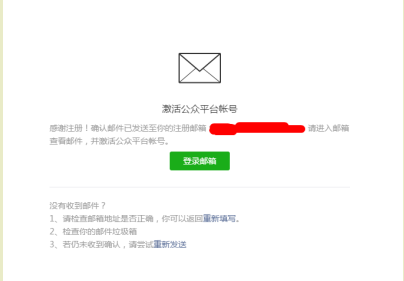 激活公众平台帐号
感谢注册！确认邮件已发送至你的注册邮箱 请进入邮箱
查看邮件，并激活公众平台帐号。
登录邮箱
没有收到邮件？
1、请检查邮箱地址是否正确，你可以返回重新填写。
2、检查你的邮件垃圾箱
3、若仍未收到确认，请尝试重新发送